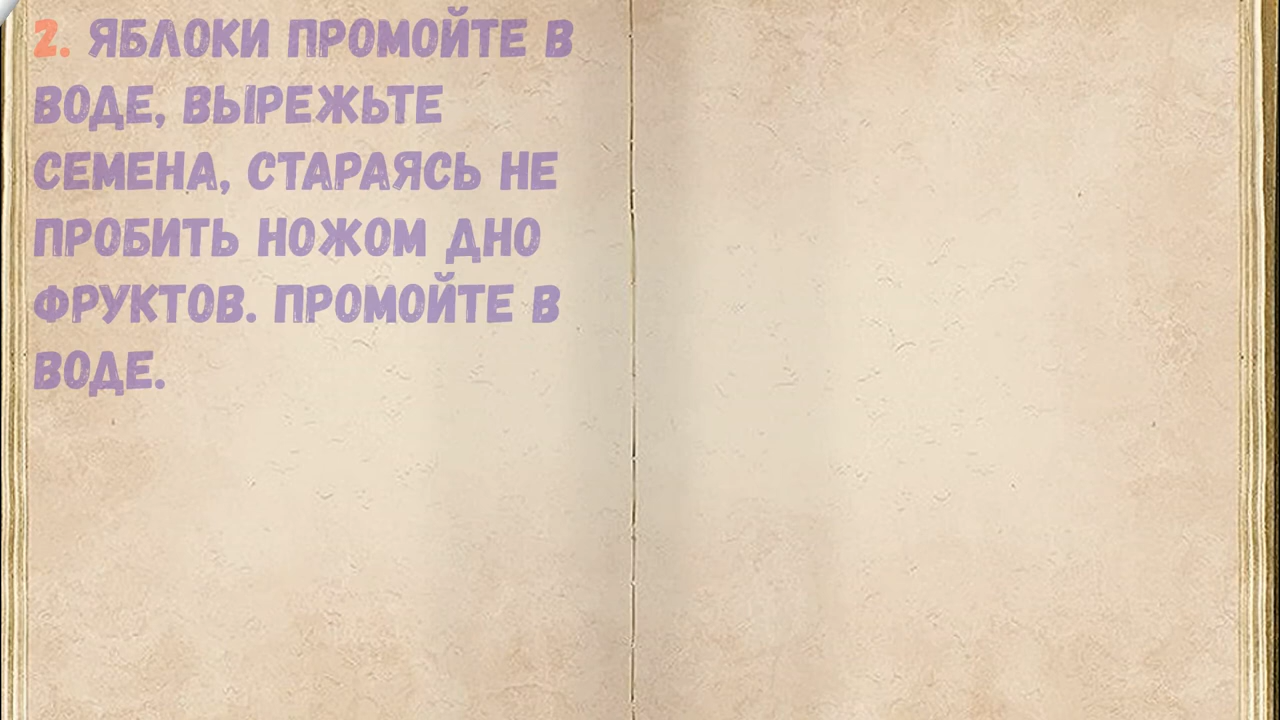 2. ЯБЛОКИ ПРОМОЙТЕ В
ВОДЕ, ВЫРЕЖЬТЕ
СЕМЕНА, СТАРАЯСЬ НЕ
ПРОБИТЬ НОЖОМ ДНО
ФРУКТОВ. ПРОМОЙТЕ В
ВОДЕ.